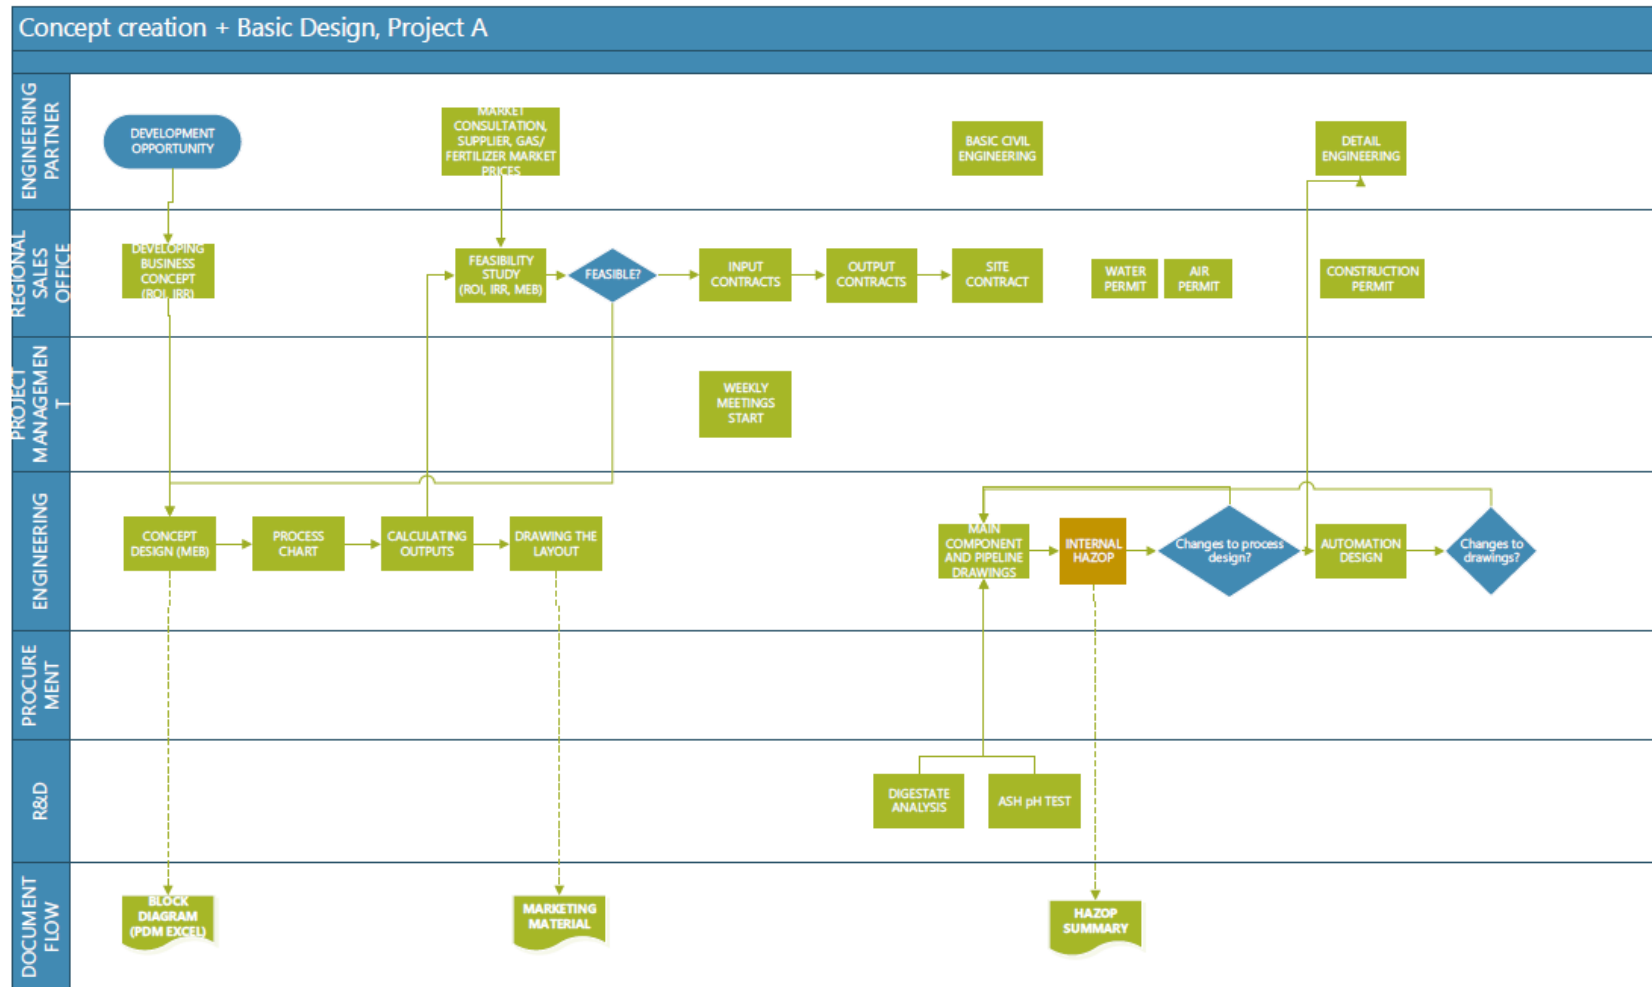 Concept creation + Basic Design, Project A
ENGINEERING
PARTNER
DEVELOPMENT
OPPORTUNITY
MARKET
CONSULTATION,
SUPPLIER, GAS/
FERTILIZER MARKET
PRICES
BASIC CIVIL
ENGINEERING
DETAIL
ENGINEERING
REGIONAL
SALES
OFFICE
DEVELOPING
BUSINESS
CONCEPT
(ROI, IRR)
FEASIBILITY
STUDY
(ROI, IRR, MEB)
FEASIBLE?
INPUT
CONTRACTS
OUTPUT
CONTRACTS
SITE
CONTRACT
WATER
PERMIT
AIR
PERMIT
CONSTRUCTION
PERMIT
PROJECT
MANAGEMEN
T
WEEKLY
MEETINGS
START
ENGINEERING
CONCEPT
DESIGN (MEB)
PROCESS
CHART
CALCULATING
OUTPUTS
DRAWING THE
LAYOUT
MAIN
COMPONENT
AND PIPELINE
DRAWINGS
INTERNAL
HAZOP
Changes to process
design?
AUTOMATION
DESIGN
Changes to
drawings?
PROCURE
MENT
R&D
DIGESTATE
ANALYSIS
ASH pH TEST
DOCUMENT
FLOW
BLOCK
DIAGRAM
(PDM EXCEL)
MARKETING
MATERIAL
HAZOP
SUMMARY